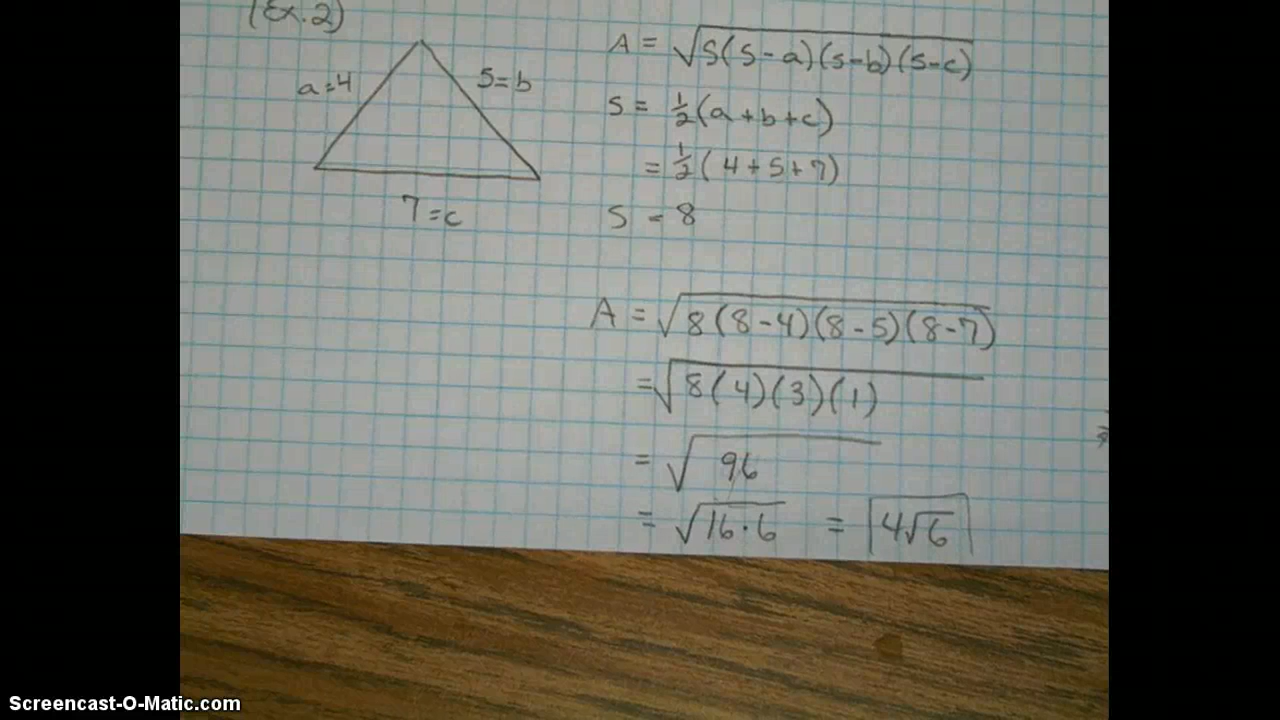 (Ex.2)
a=4
5=b
7=c
A = √S(S-a)(s-b)(s-c)
S = ½(a+b+c)
= ½(4+5+7)
S = 8
A = √8(8-4)(8-5)(8-7)
= √8(4)(3)(1)
= √96
= √16·6 = 4√6
Screencast-O-Matic.com